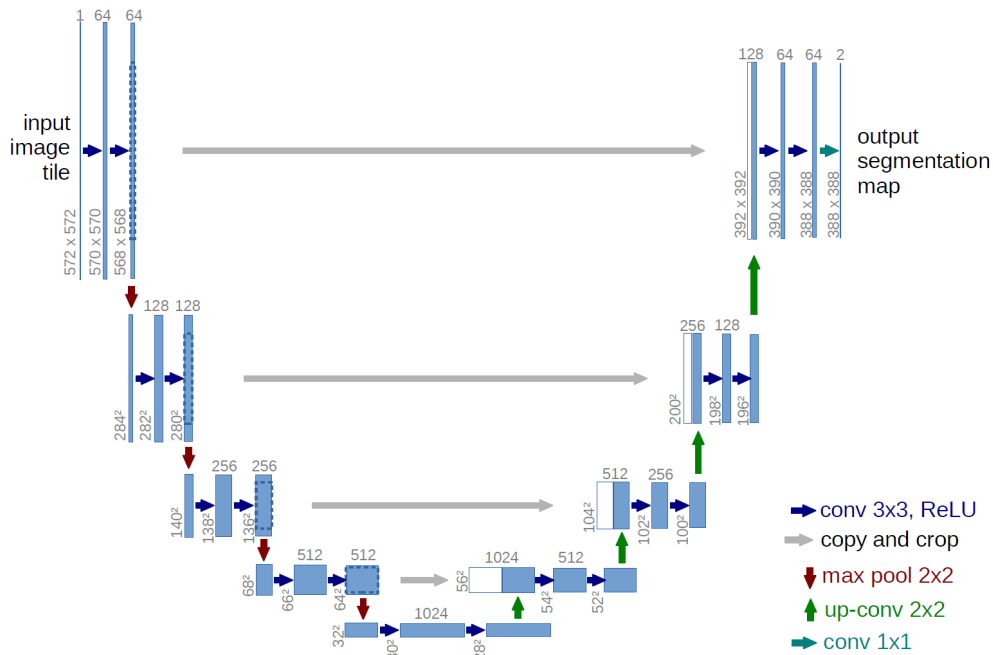 1 64 64
input
image
tile
572 x 572
570 x 570
568 x 568
128 64 64 2
output
segmentation
map
392 x 392
390 x 390
388 x 388
388 x 388
128 128
284²
282²
280²
256 128
200²
198²
196²
256 256
140²
138²
136²
512 256
104²
102²
100²
512 512
68²
66²
64²
1024 512
56²
54²
52²
1024
32²
conv 3x3, ReLU
copy and crop
max pool 2x2
up-conv 2x2
conv 1x1